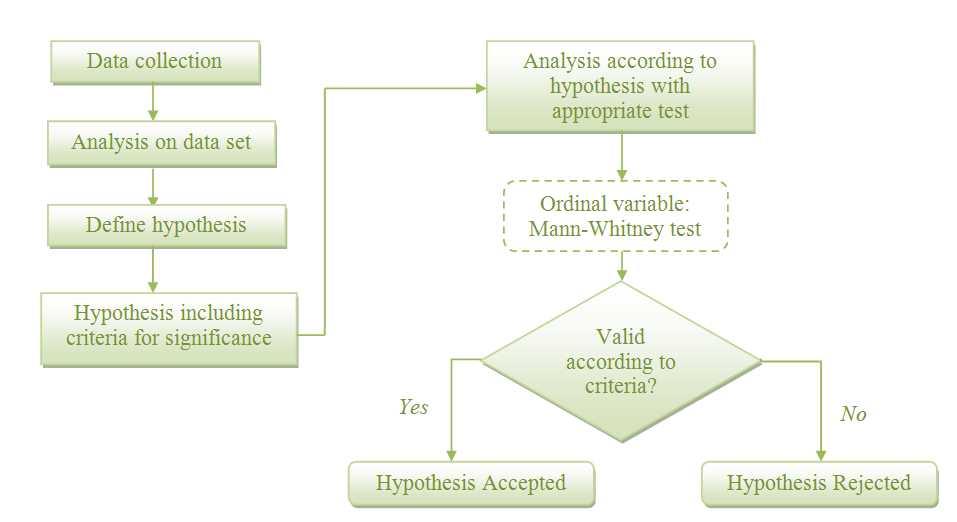 Data collection
Analysis on data set
Define hypothesis
Hypothesis including
criteria for significance
Analysis according to
hypothesis with
appropriate test
Ordinal variable:
Mann-Whitney test
Valid
according to
criteria?
Yes
No
Hypothesis Accepted
Hypothesis Rejected